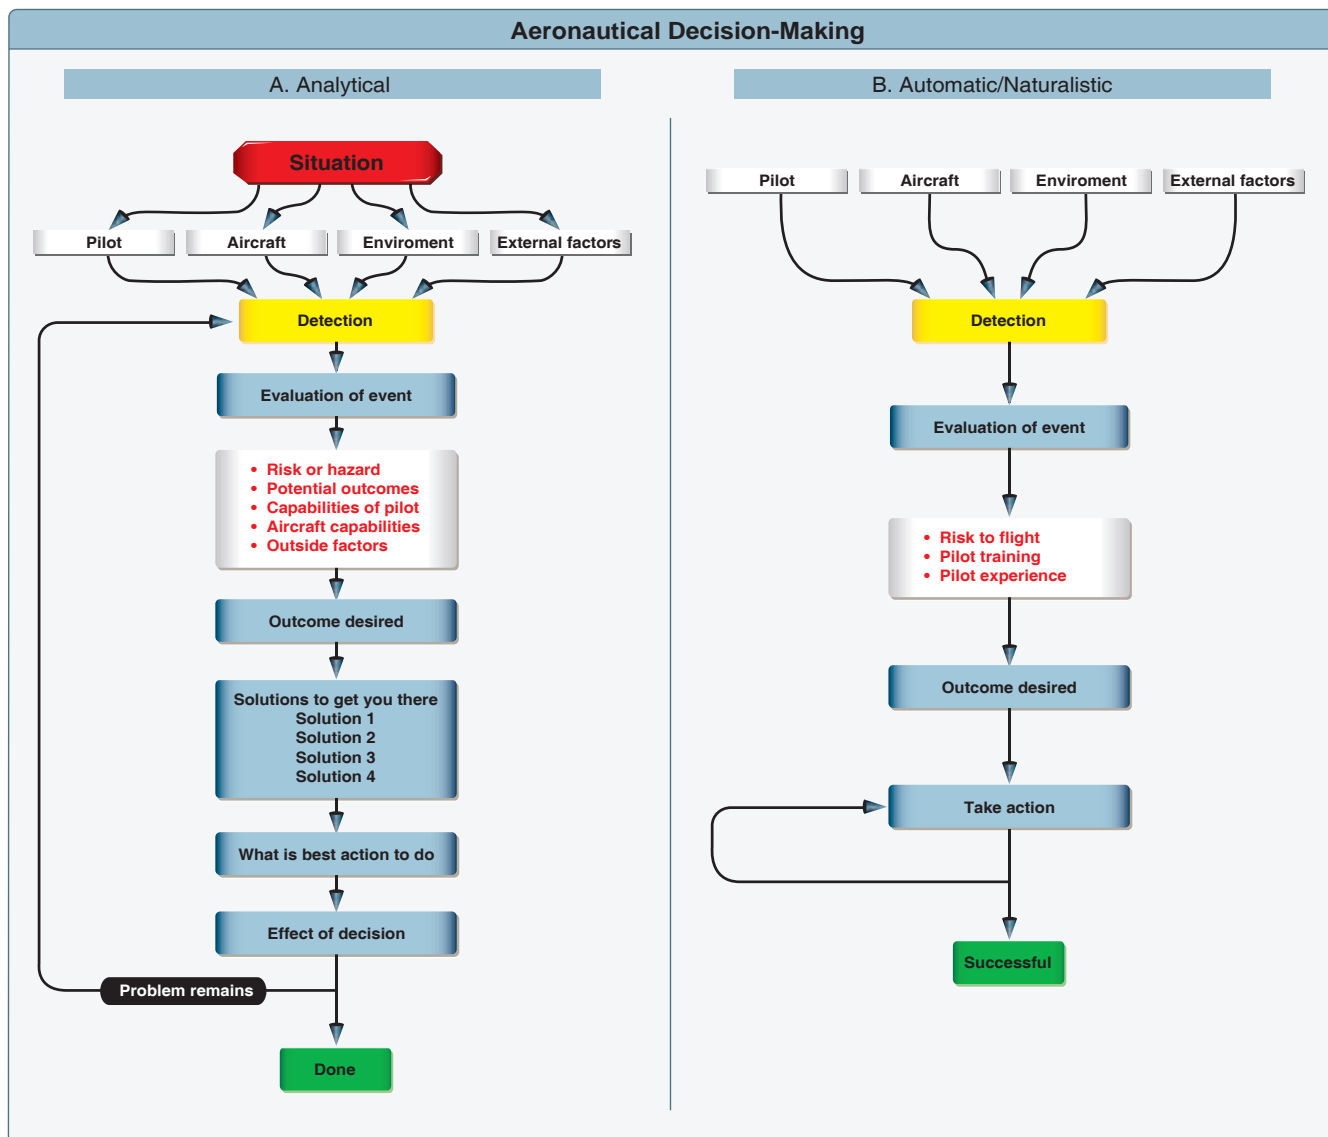 Aeronautical Decision-Making
A. Analytical
Situation
Pilot
Aircraft
Enviroment
External factors
Detection
Evaluation of event
• Risk or hazard
• Potential outcomes
• Capabilities of pilot
• Aircraft capabilities
• Outside factors
Outcome desired
Solutions to get you there
Solution 1
Solution 2
Solution 3
Solution 4
What is best action to do
Effect of decision
Problem remains
Done
B. Automatic/Naturalistic
Pilot
Aircraft
Enviroment
External factors
Detection
Evaluation of event
• Risk to flight
• Pilot training
• Pilot experience
Outcome desired
Take action
Successful